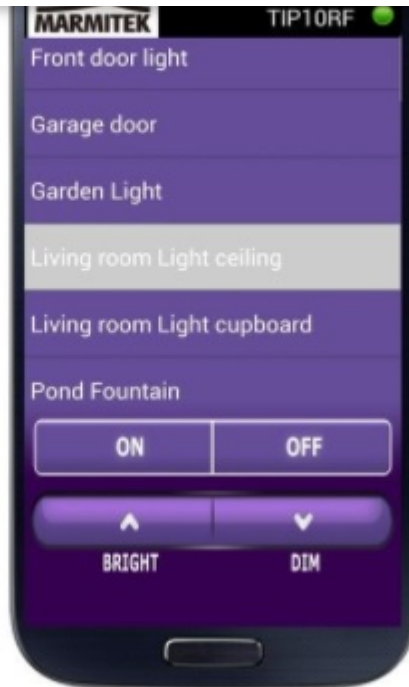 MARMITEK TIP10RF
Front door light
Garage door
Garden Light
Living room Light ceiling
Living room Light cupboard
Pond Fountain
ON OFF
BRIGHT DIM